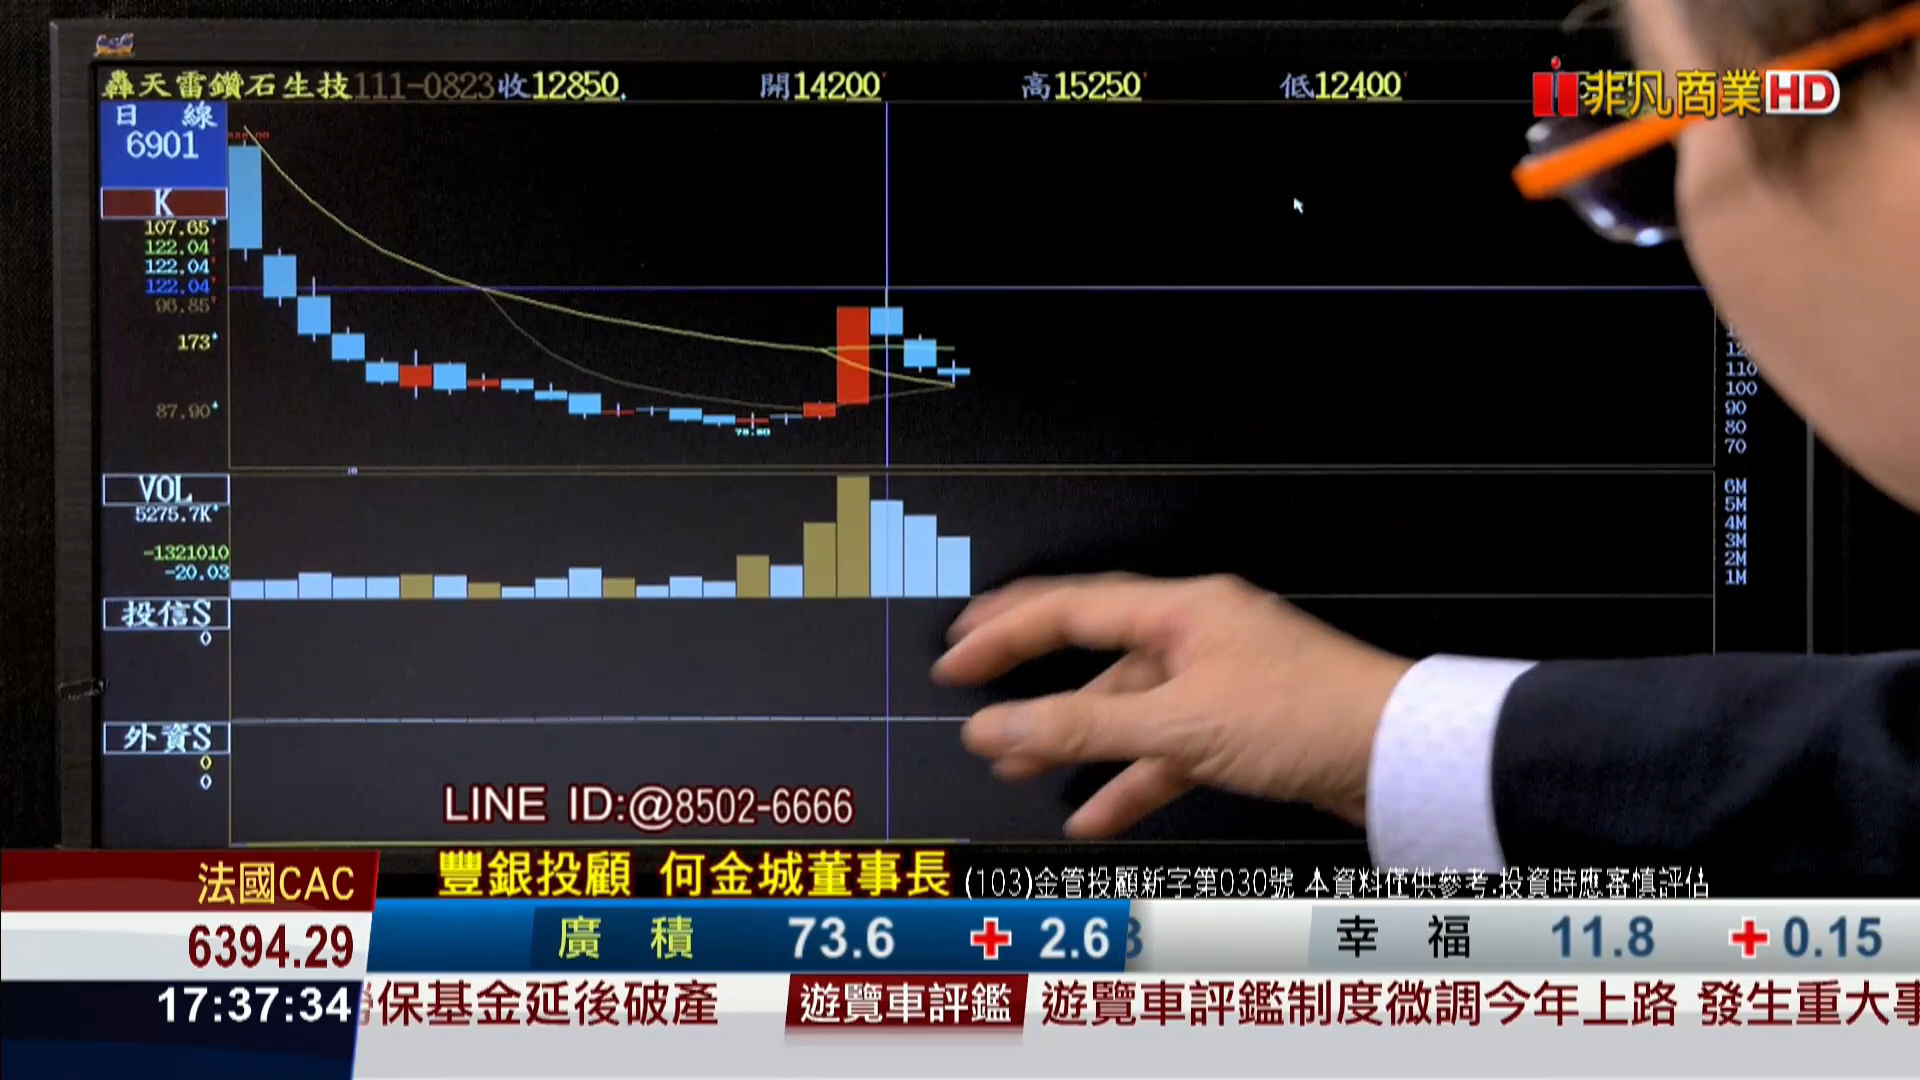 轟天雷鑽石生技111-0823收12850 開14200 高15250 低12400
非凡商業HD
日 線
6901
K
107.65
122.04
122.04
122.04
96.85
173
87.90
78.80
110
100
90
80
70
VOL
5275.7K
-1321010
-20.03
6M
5M
4M
3M
2M
1M
投信S
0
外資S
0
0
LINE ID:@8502-6666
豐銀投顧 何金城董事長 (103)金管投顧新字第030號 本資料僅供參考.投資時應審慎評估
法國CAC
6394.29
廣積 73.6 + 2.6 幸福 11.8 + 0.15
17:37:34
保基金延後破產 遊覽車評鑑 遊覽車評鑑制度微調今年上路 發生重大事